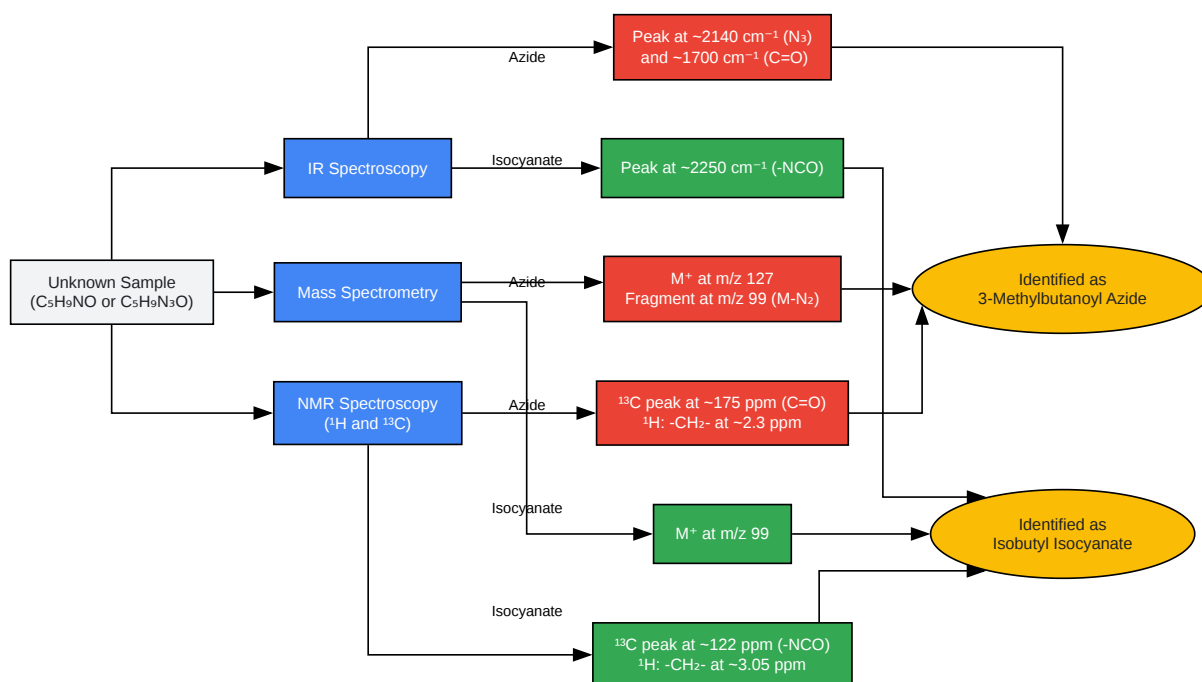 Azide
Peak at ~2140 cm⁻¹ (N₃)
and ~1700 cm⁻¹ (C=O)
IR Spectroscopy
Isocyanate
Peak at ~2250 cm⁻¹ (-NCO)
Unknown Sample
(C₅H₉NO or C₅H₉N₃O)
Mass Spectrometry
Azide
M⁺ at m/z 127
Fragment at m/z 99 (M-N₂)
Identified as
3-Methylbutanoyl Azide
NMR Spectroscopy
(¹H and ¹³C)
Azide
¹³C peak at ~175 ppm (C=O)
¹H: -CH₂- at ~2.3 ppm
Isocyanate
M⁺ at m/z 99
Identified as
Isobutyl Isocyanate
Isocyanate
¹³C peak at ~122 ppm (-NCO)
¹H: -CH₂- at ~3.05 ppm